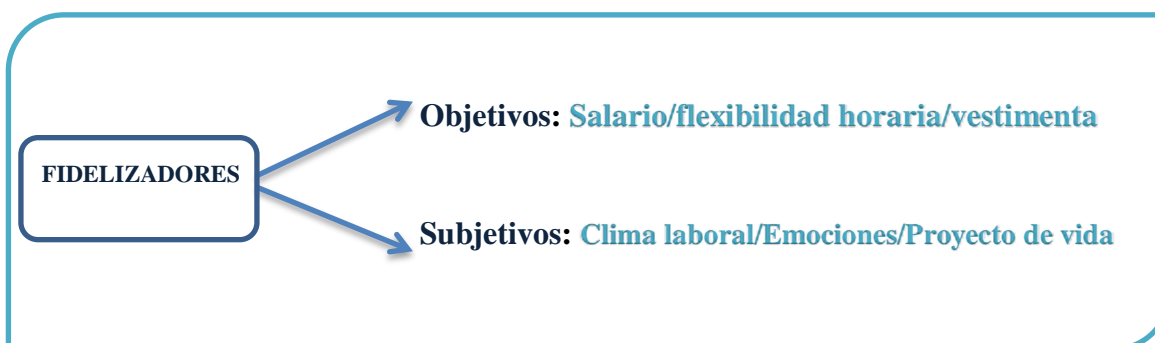 Objetivos: Salario/flexibilidad horaria/vestimenta
FIDELIZADORES
Subjetivos: Clima laboral/Emociones/Proyecto de vida